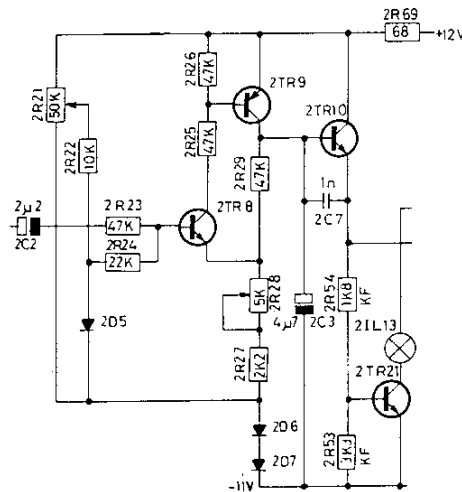 2R69
68
+12V
2R26
47K
2TR9
2R21
50K
2TR10
2R22
10K
2R25
47K
2R29
47K
1n
2C7
2µ2
2C2
2R23
47K
2TR8
2R24
22K
2R28
5K
2R54
1K8
KF
2D5
4µ7
2C3
2IL13
2R27
2K2
2TR21
2D6
2R53
3K3
KF
2D7
-11V